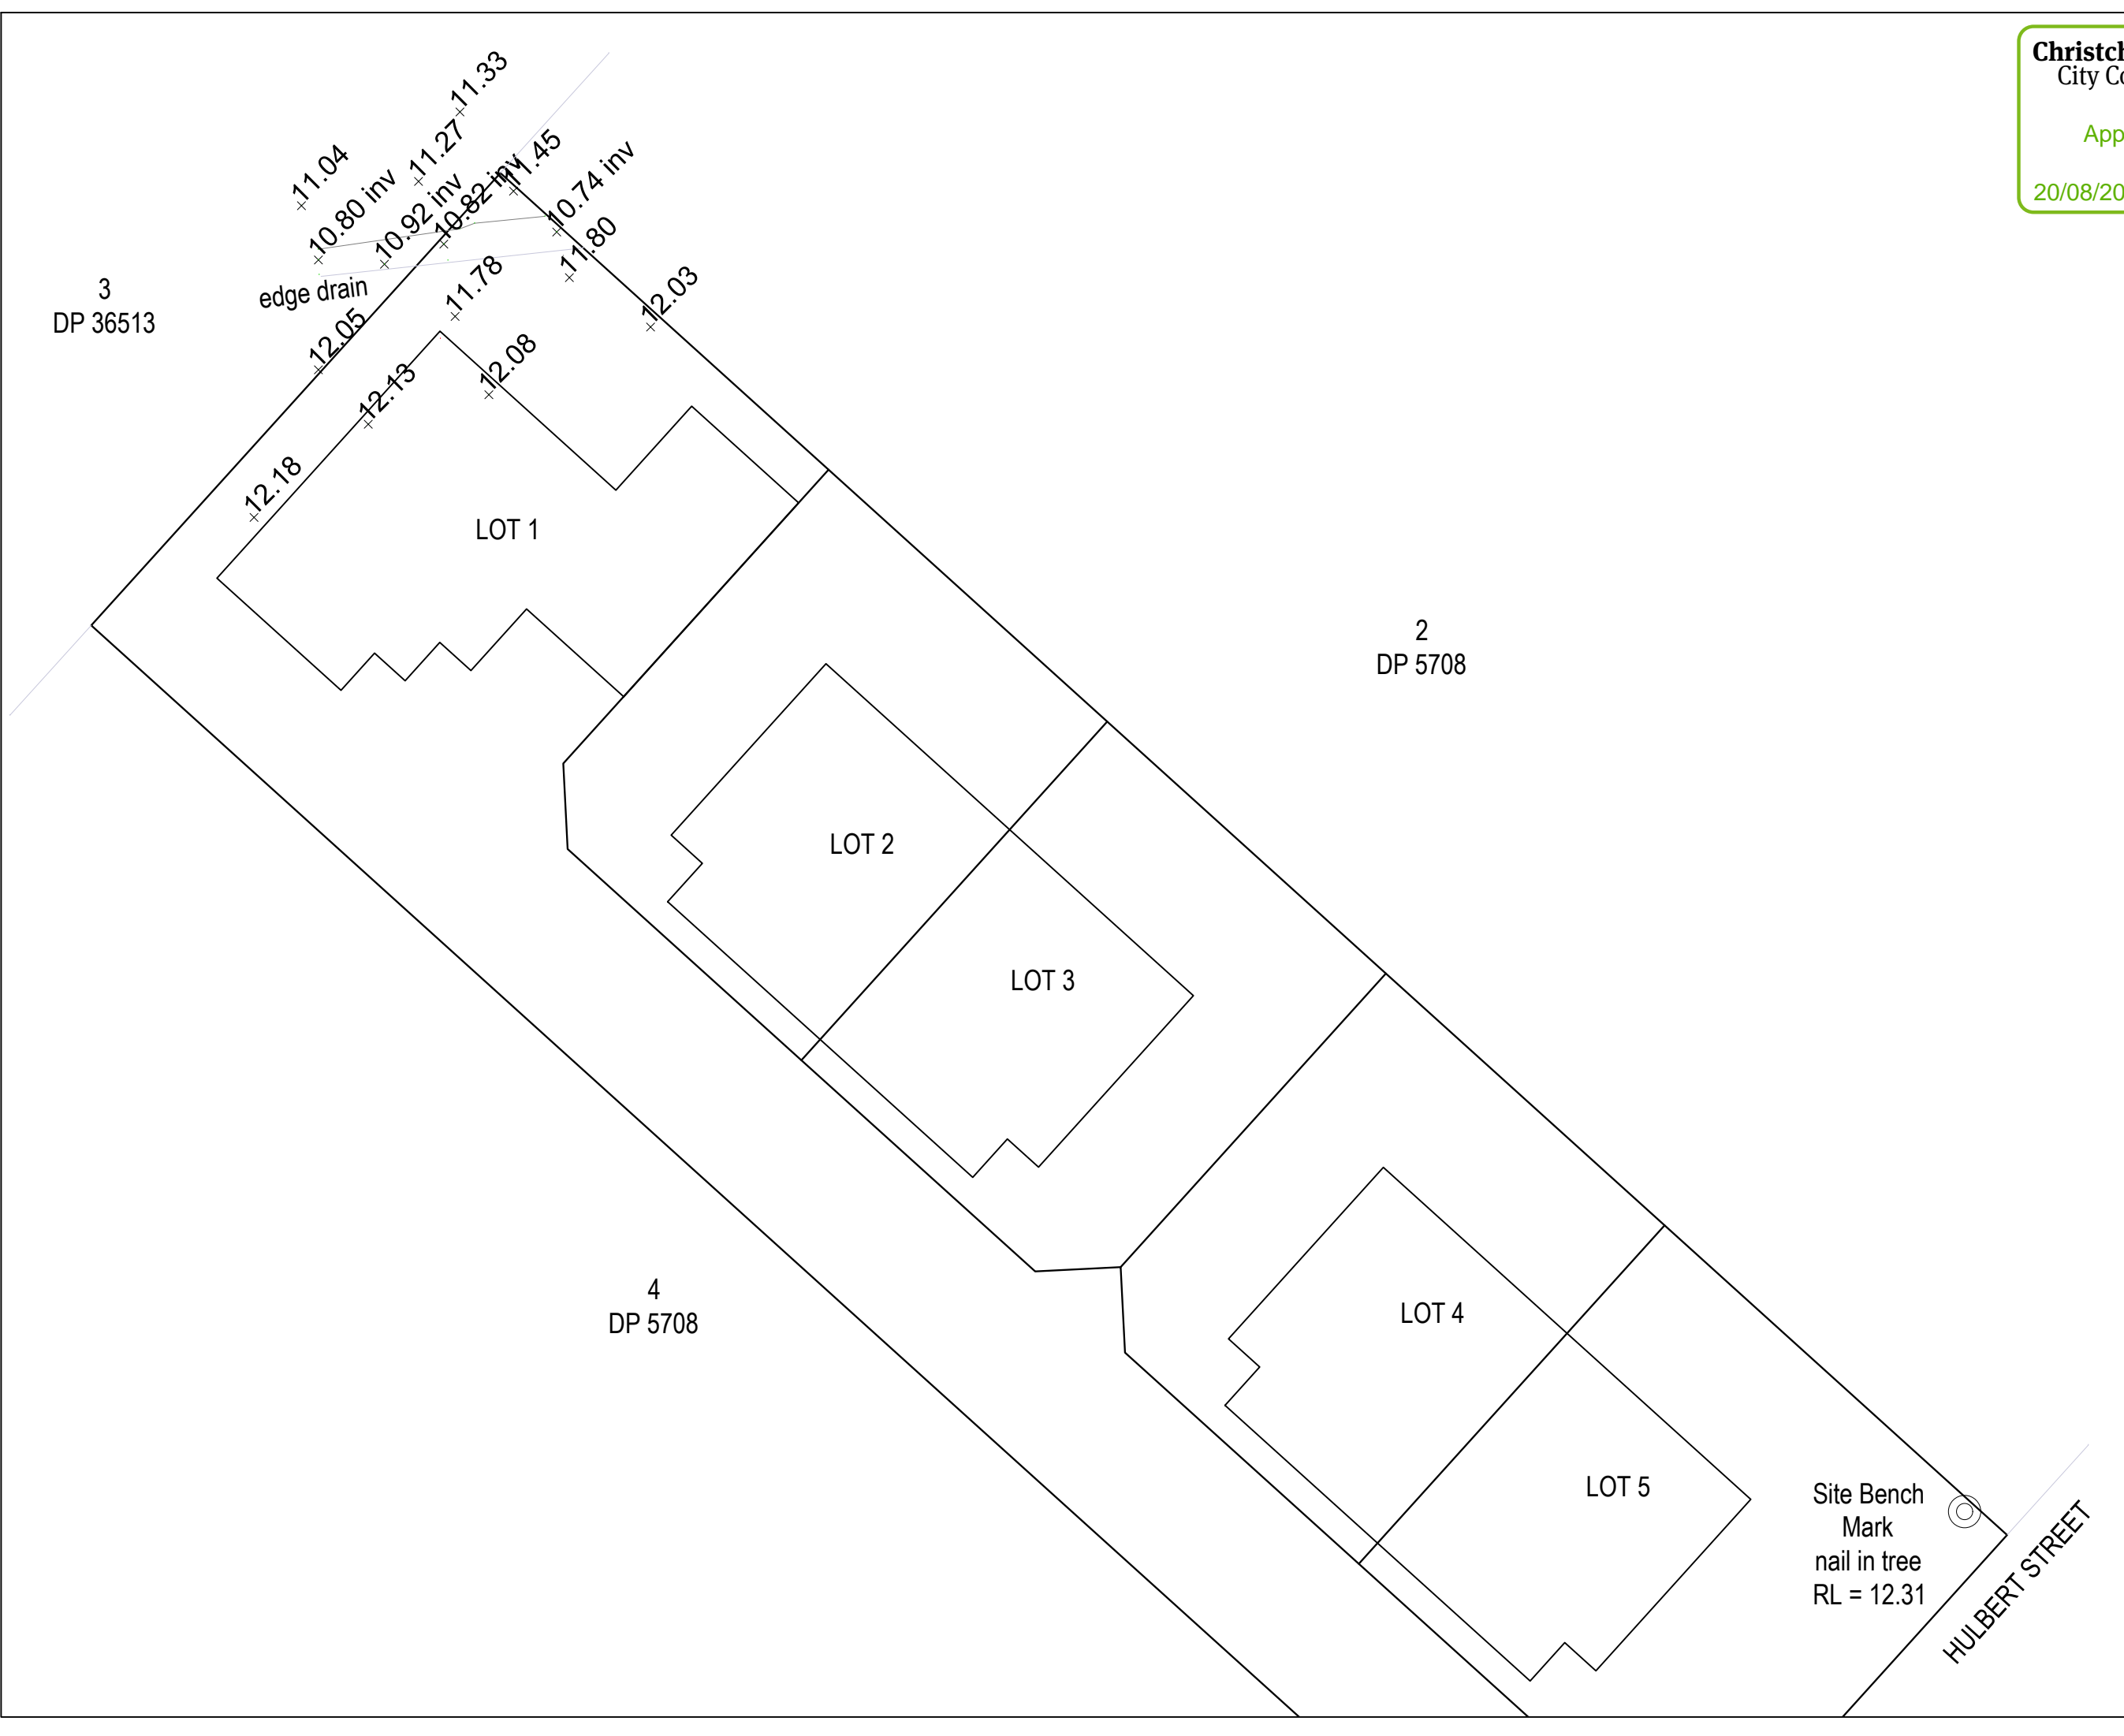 City
App
20/08/20
11.33
11.27
11.04
11.45
10.80 inv
10.92 inv
10.82 inv
10.74 inv
11.80
11.78
12.03
edge drain
3
DP 36513
12.05
12.08
12.13
12.18
LOT 1
2
DP 5708
LOT 2
LOT 3
4
DP 5708
LOT 4
LOT 5
Site Bench
Mark
nail in tree
RL = 12.31
HULBERT STREET